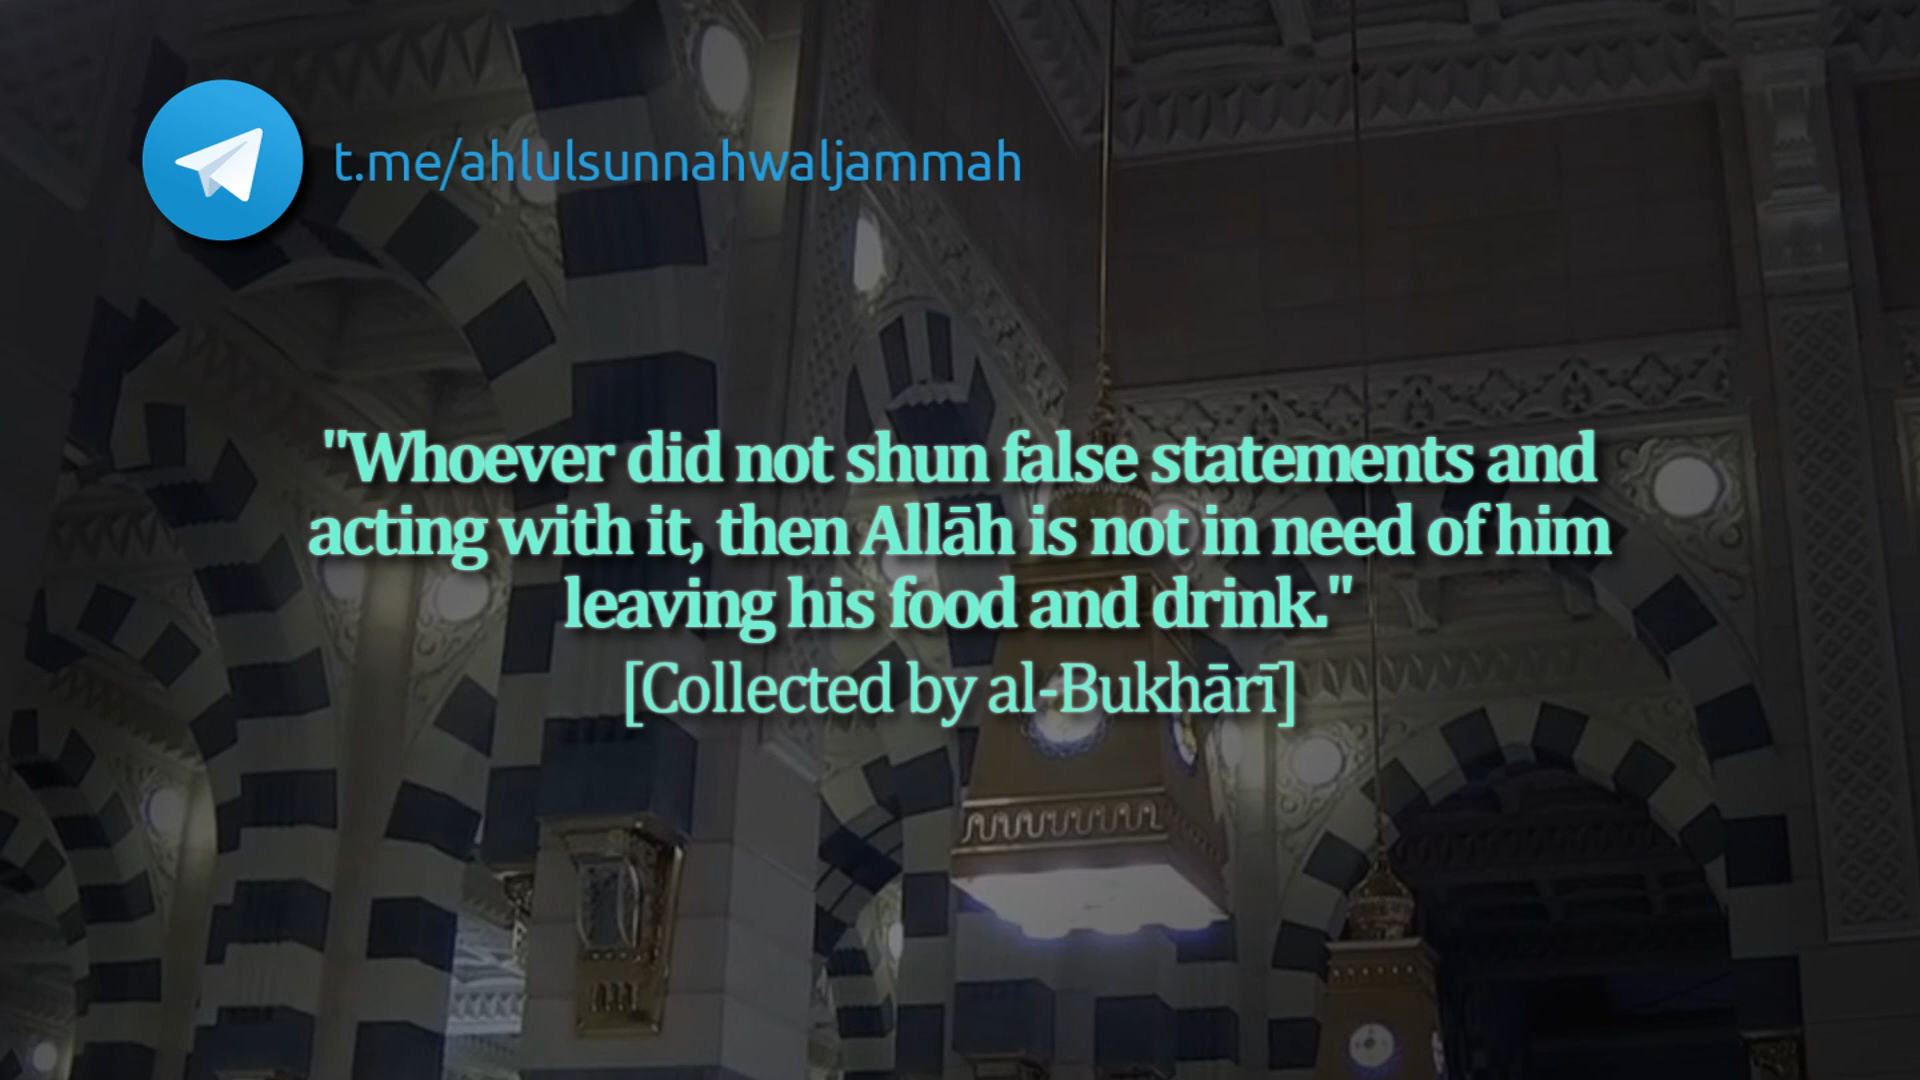 t.me/ahlulsunnahwaljammah
"Whoever did not shun false statements and
acting with it, then Allāh is not in need of him
leaving his food and drink."
[Collected by al-Bukhārī]